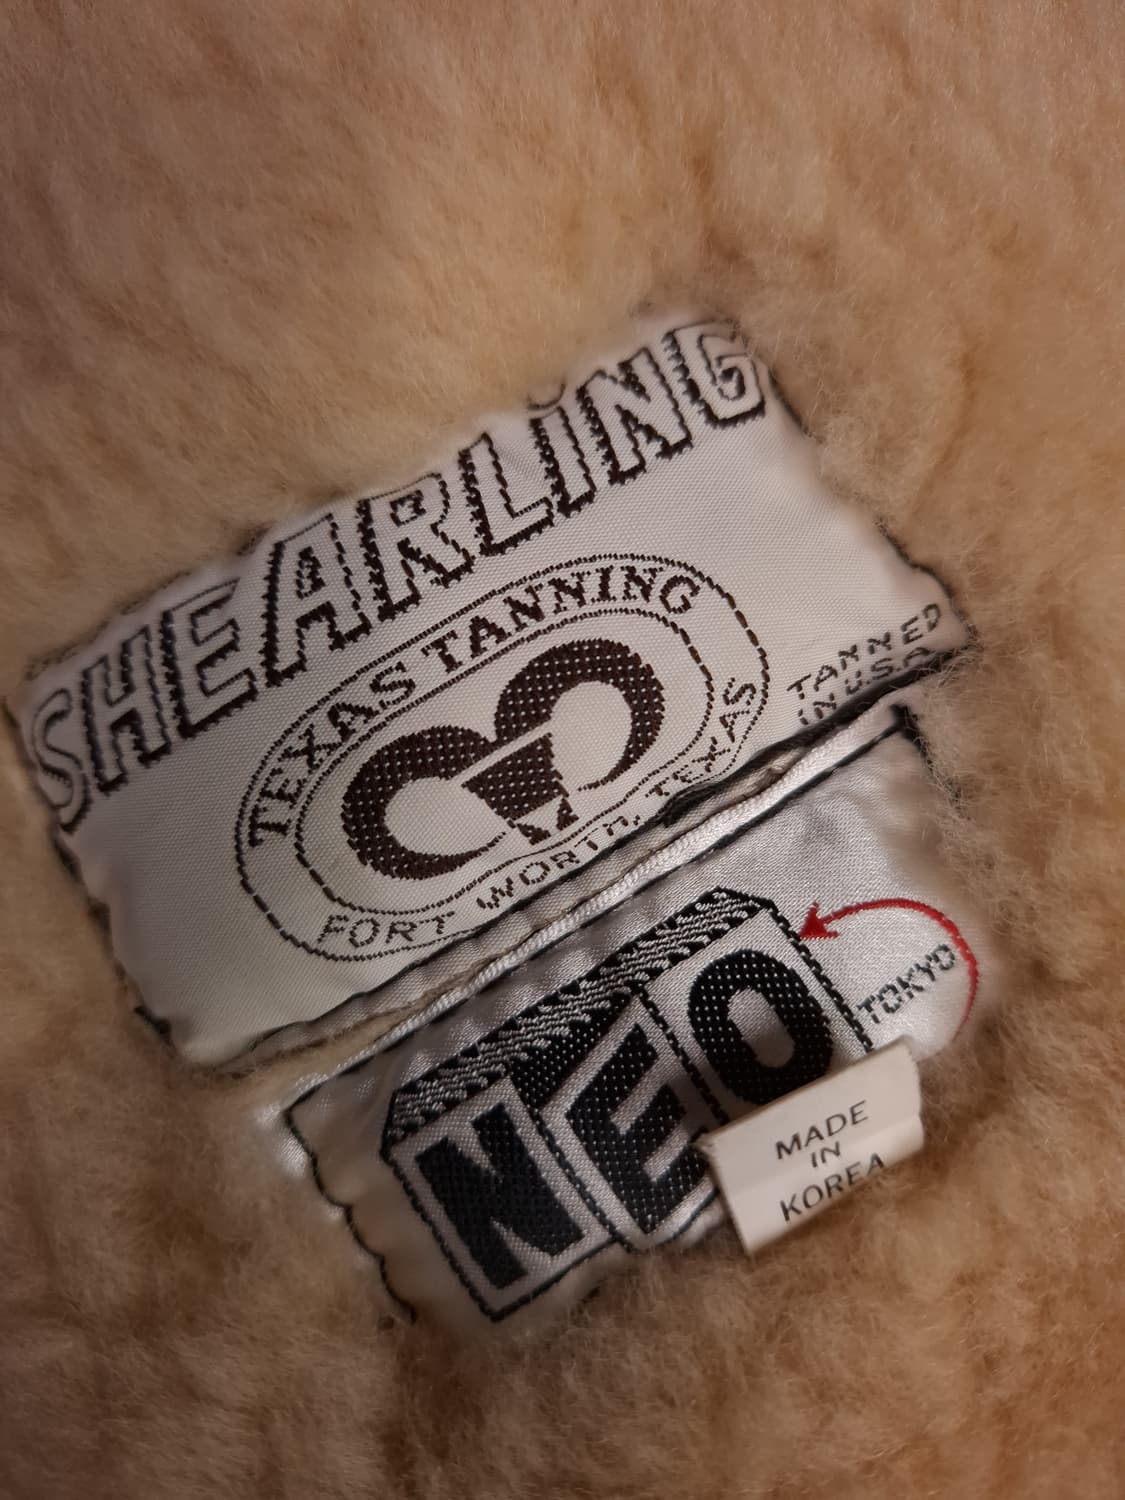 SHEARLiNG
TEXAS TANNING
FORT WORTH, TEXAS
TANNED
IN U.S.A.
NEO
TOKYO
MADE
IN
KOREA